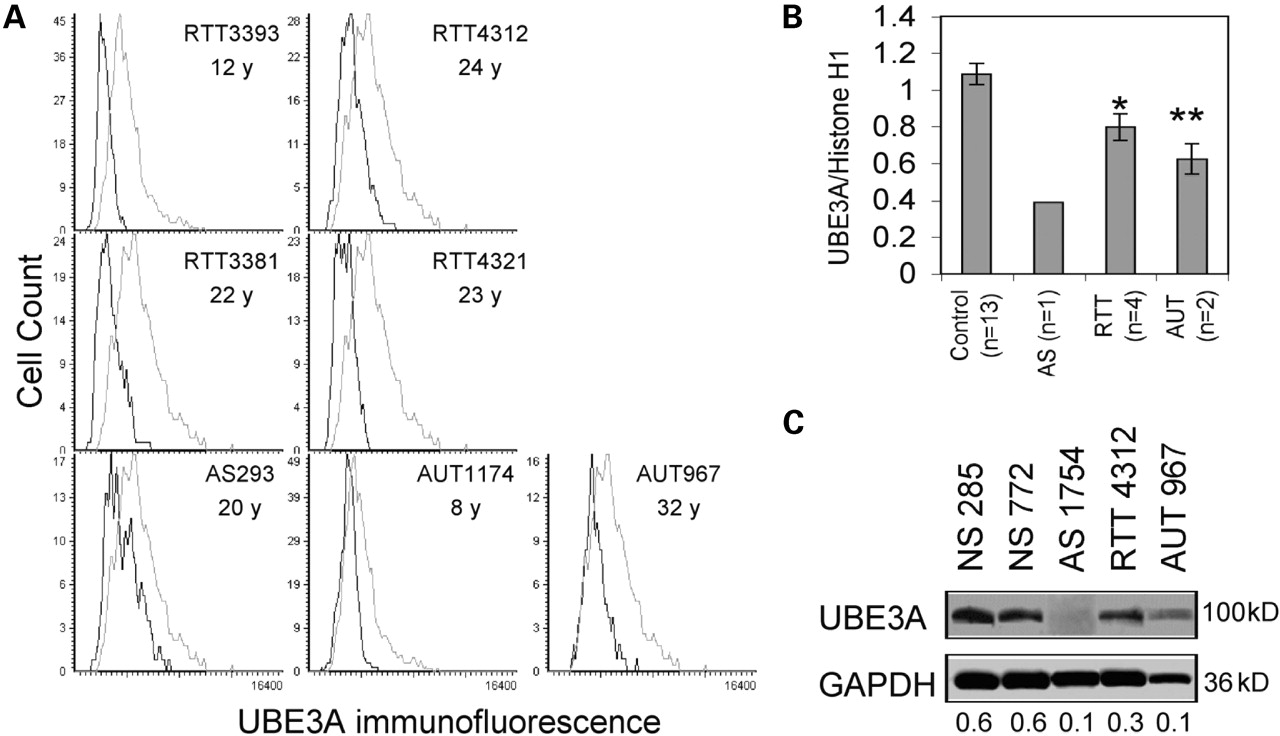 A
Cell Count
RTT3393
12 y
45
36
27
18
9
0
RTT4312
24 y
28
22
16
11
5
0
RTT3381
22 y
24
19
13
9
4
0
RTT4321
23 y
23
19
13
9
4
0
AS293
20 y
17
13
10
6
3
0
16400
AUT1174
8 y
49
39
29
19
9
0
16400
AUT967
32 y
16
12
9
6
3
0
16400
UBE3A immunofluorescence
B
UBE3A/Histone H1
1.4
1.2
1
0.8
0.6
0.4
0.2
0
*
**
Control
(n=13)
AS (n=1)
RTT
(n=4)
AUT
(n=2)
C
NS 285
NS 772
AS 1754
RTT 4312
AUT 967
UBE3A
100kD
GAPDH
36 kD
0.6 0.6 0.1 0.3 0.1